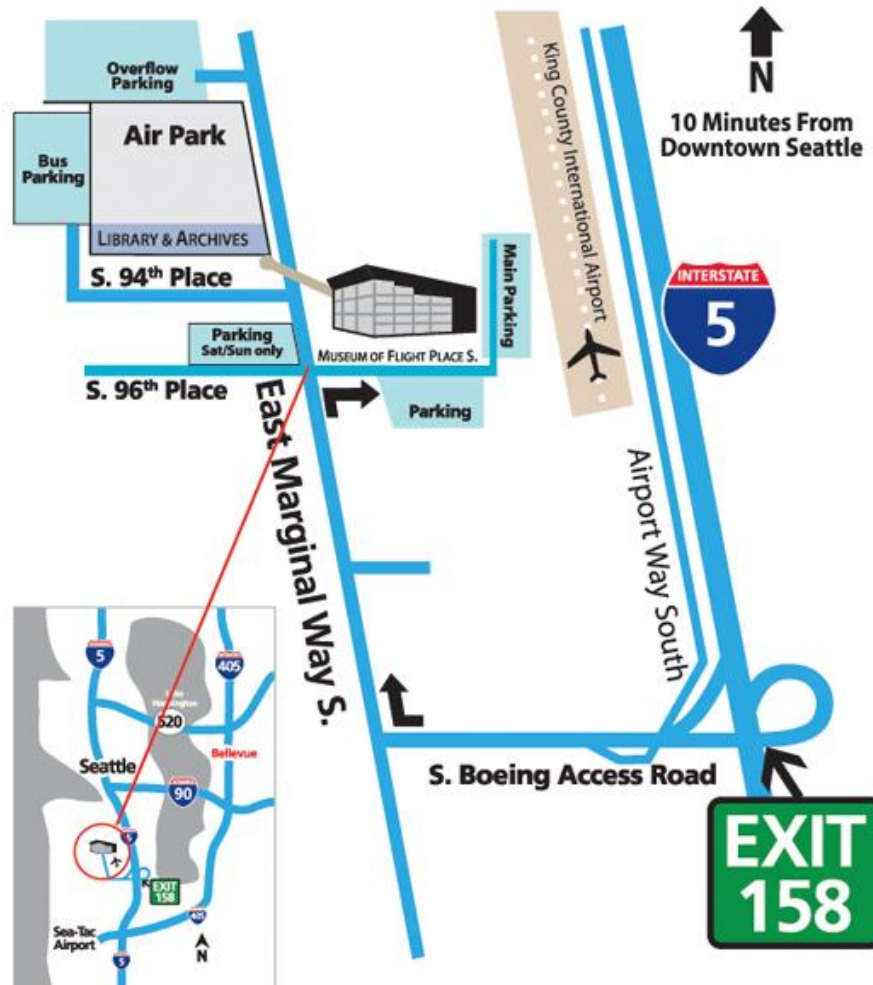 Overflow
Parking
Air Park
Bus
Parking
LIBRARY & ARCHIVES
S. 94th Place
Parking
Sat/Sun only
S. 96th Place
MUSEUM OF FLIGHT PLACE S.
Main Parking
Parking
East Marginal Way S.
King County International Airport
N
10 Minutes From
Downtown Seattle
INTERSTATE
5
Airport Way South
S. Boeing Access Road
EXIT
158
5
405
Lake
Washington
520
Bellevue
Seattle
90
5
EXIT
158
Sea-Tac
Airport
405
5
N